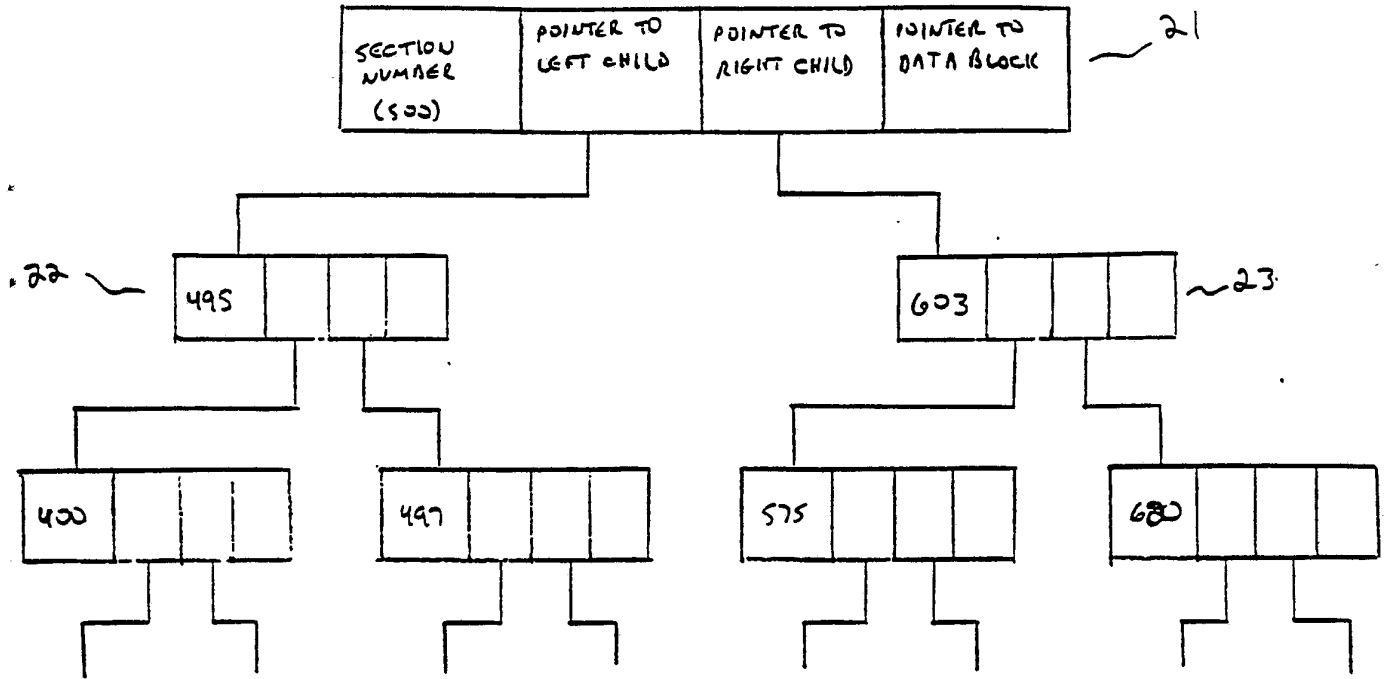 SECTION
NUMBER
(500)
POINTER TO
LEFT CHILD
POINTER TO
RIGHT CHILD
POINTER TO
DATA BLOCK
21
22
495
603
23
400
497
575